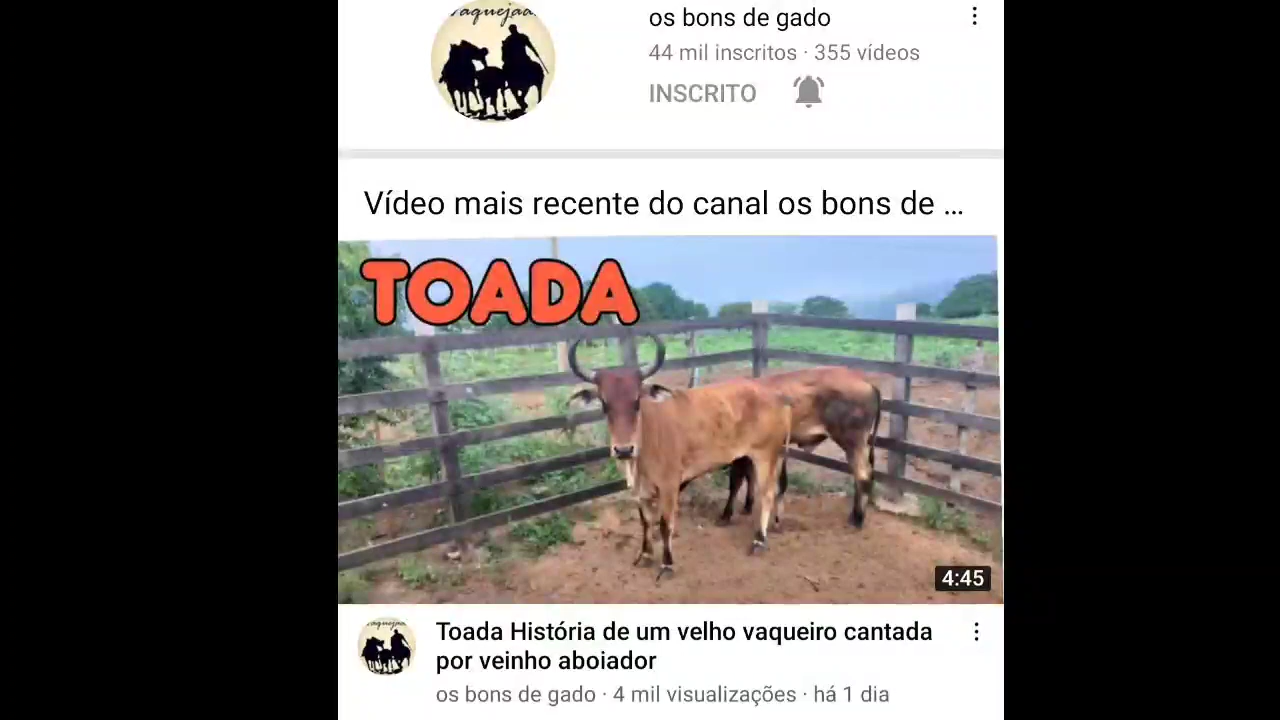 os bons de gado
44 mil inscritos · 355 vídeos
INSCRITO
Vídeo mais recente do canal os bons de ...
TOADA
4:45
Toada História de um velho vaqueiro cantada
por veinho aboiador
os bons de gado · 4 mil visualizações · há 1 dia